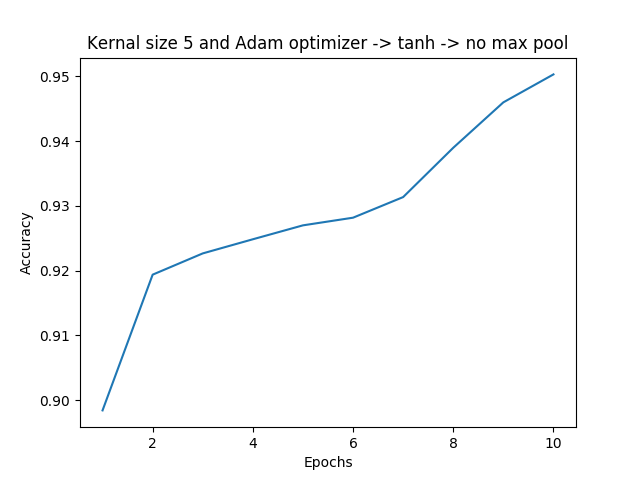 Kernal size 5 and Adam optimizer -> tanh -> no max pool
0.95
0.94
0.93
0.92
0.91
0.90
Accuracy
2 4 6 8 10
Epochs